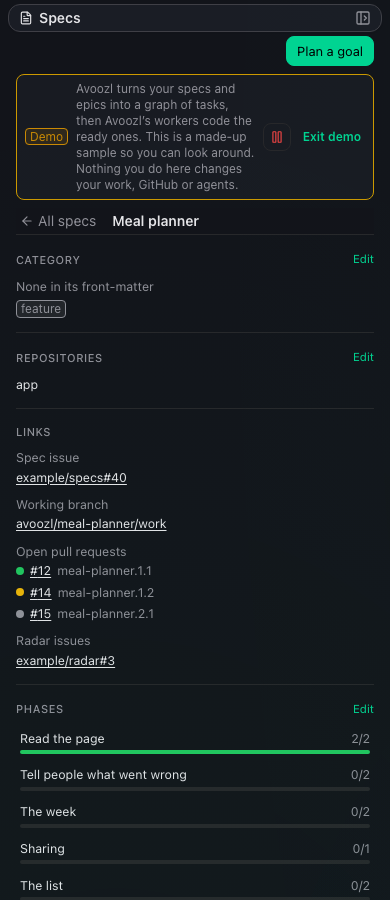 Specs
Plan a goal
Demo
Avoozl turns your specs and
epics into a graph of tasks,
then Avoozl's workers code the
ready ones. This is a made-up
sample so you can look around.
Nothing you do here changes
your work, GitHub or agents.
Exit demo
← All specs
Meal planner
CATEGORY
Edit
None in its front-matter
feature
REPOSITORIES
Edit
app
LINKS
Spec issue
example/specs#40
Working branch
avoozl/meal-planner/work
Open pull requests
#12 meal-planner.1.1
#14 meal-planner.1.2
#15 meal-planner.2.1
Radar issues
example/radar#3
PHASES
Edit
Read the page 2/2
Tell people what went wrong 0/2
The week 0/2
Sharing 0/1
The list 0/2